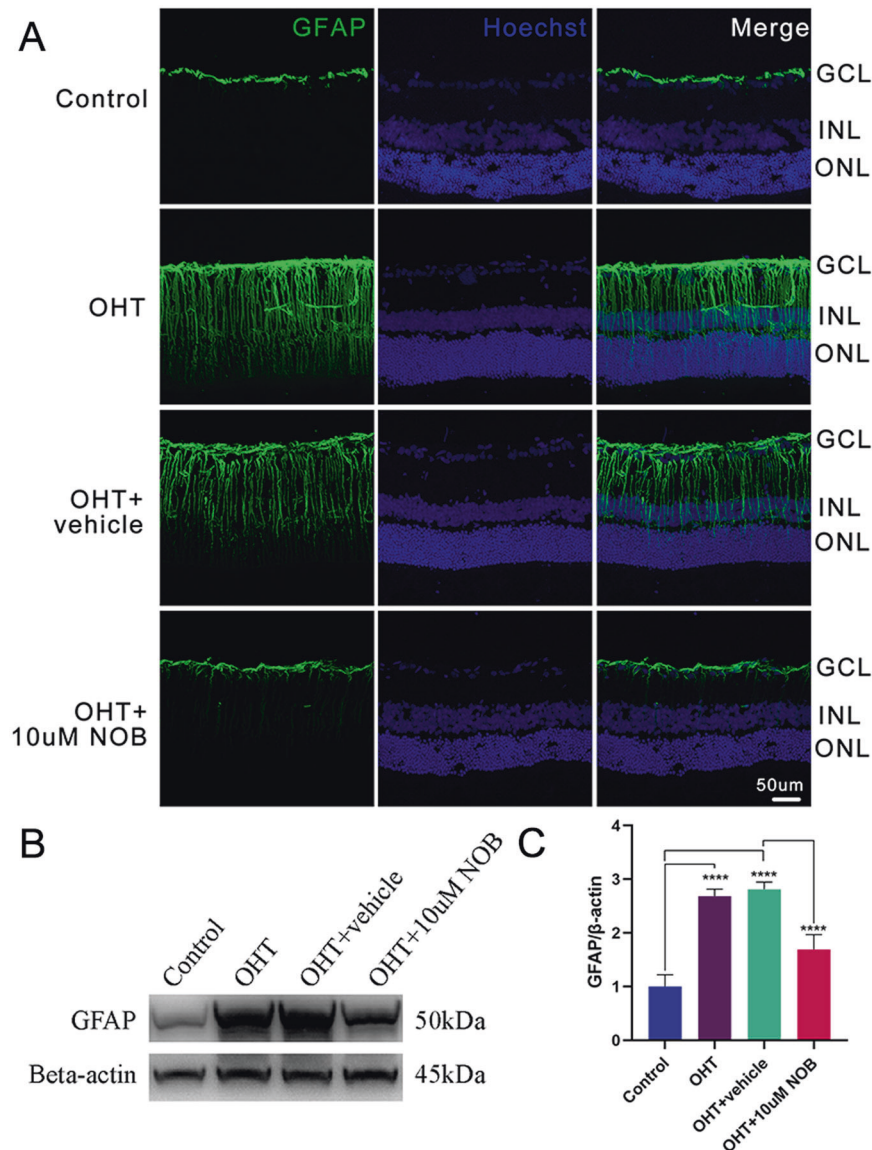 A
GFAP
Hoechst
Merge
Control
GCL
INL
ONL
OHT
GCL
INL
ONL
OHT+
vehicle
GCL
INL
ONL
OHT+
10uM NOB
GCL
INL
ONL
50um
B
Control
OHT
OHT+vehicle
OHT+10uM NOB
GFAP
50kDa
Beta-actin
45kDa
C
GFAP/β-actin
4
3
2
1
0
****
****
****
Control
OHT
OHT+vehicle
OHT+10uM NOB